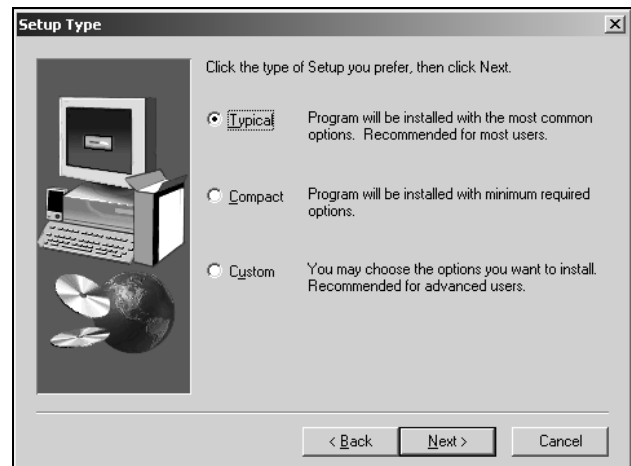 Setup Type
Click the type of Setup you prefer, then click Next.
Typical
Program will be installed with the most common
options. Recommended for most users.
Compact
Program will be installed with minimum required
options.
Custom
You may choose the options you want to install.
Recommended for advanced users.
< Back
Next >
Cancel